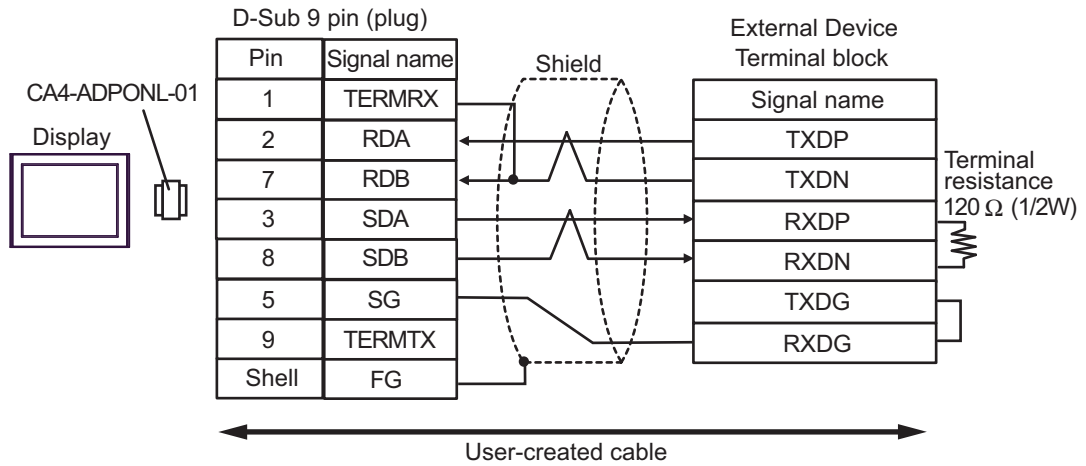 D-Sub 9 pin (plug)
External Device
Terminal block
Pin Signal name
Shield
CA4-ADPONL-01
1 TERMRX
Signal name
Display
2 RDA
TXDP
7 RDB
TXDN
Terminal
resistance
120 Ω (1/2W)
3 SDA
RXDP
8 SDB
RXDN
5 SG
TXDG
9 TERMTX
RXDG
Shell FG
User-created cable